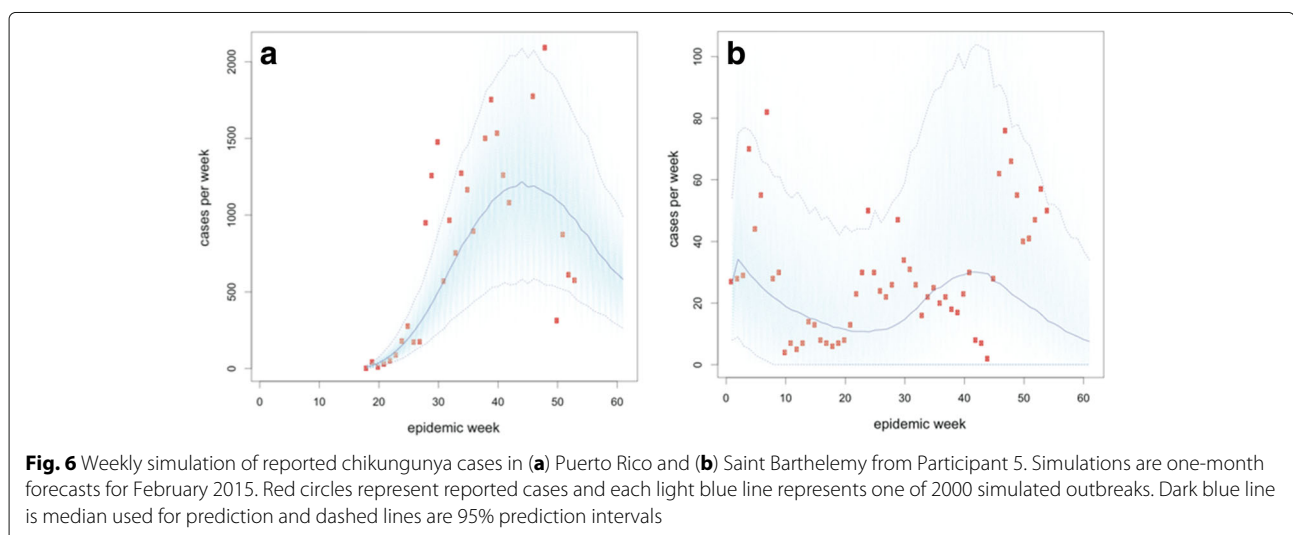 a
b
2000
1500
1000
500
0
cases per week
0 10 20 30 40 50 60
epidemic week
100
80
60
40
20
0
cases per week
0 10 20 30 40 50 60
epidemic week
Fig. 6 Weekly simulation of reported chikungunya cases in (a) Puerto Rico and (b) Saint Barthelemy from Participant 5. Simulations are one-month
forecasts for February 2015. Red circles represent reported cases and each light blue line represents one of 2000 simulated outbreaks. Dark blue line
is median used for prediction and dashed lines are 95% prediction intervals